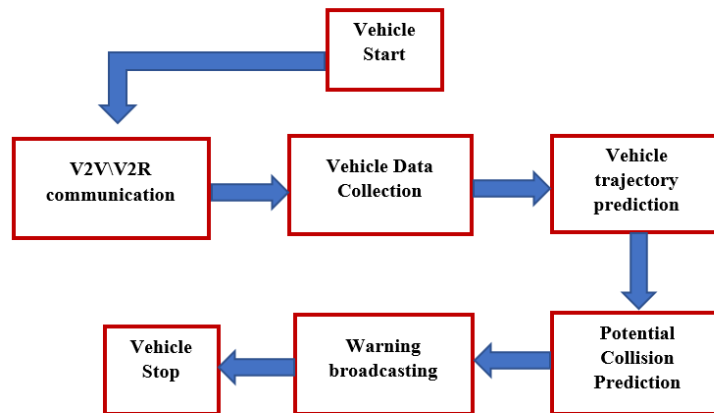 Vehicle
Start
V2V\V2R
communication
Vehicle Data
Collection
Vehicle
trajectory
prediction
Potential
Collision
Prediction
Warning
broadcasting
Vehicle
Stop